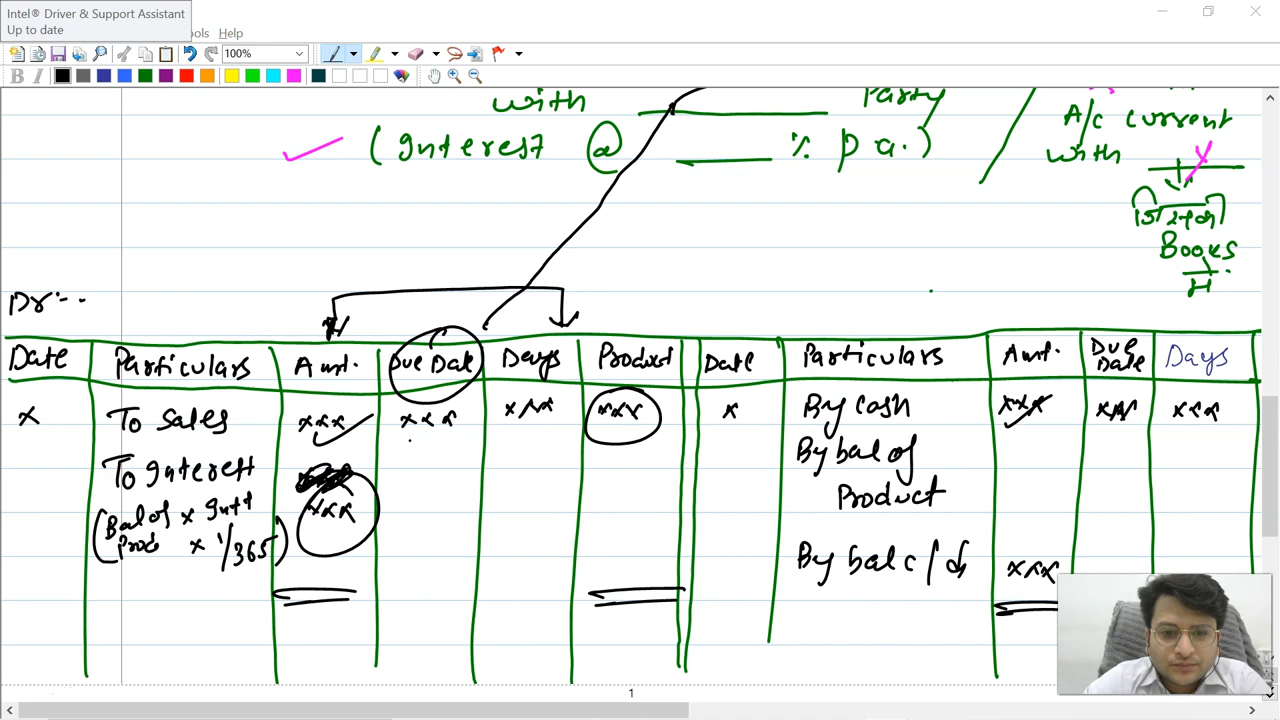 Intel® Driver & Support Assistant
Up to date
Help
100%
B I
with Party
(Interest @ % p a.)
A/c current
with
X
Books
Dr:--
Date Particulars Amt. Due Date Days Product Date Particulars Amt. Due Date Days
x To Sales xxx xxx xxx xxx x By cash xxx xxx xxx
To Interest By bal of
Product
(Bal of x Intt xxx
Prod x 1/365)
By bal c/d xxx
1